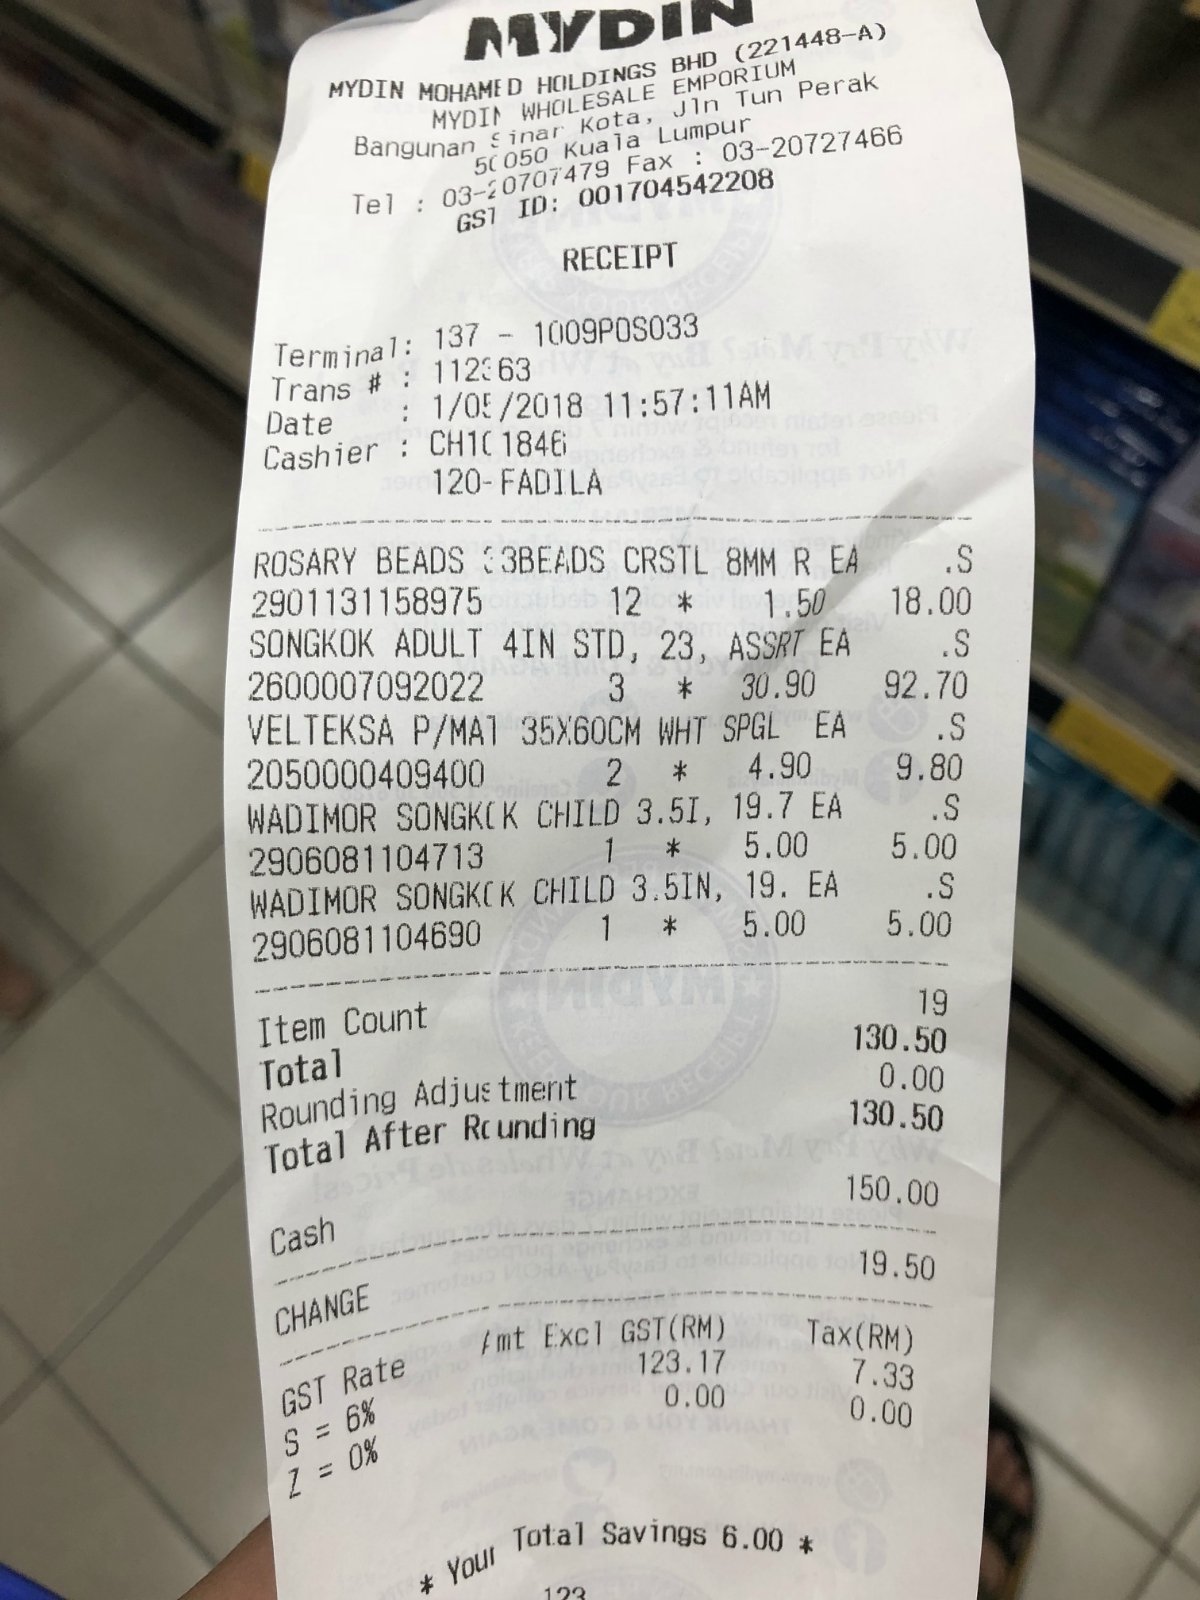 MYDIN
MYDIN MOHAMED HOLDINGS BHD (221448-A)
MYDIN WHOLESALE EMPORIUM
Bangunan Sinar Kota, Jln Tun Perak
50050 Kuala Lumpur
Tel : 03-20707479 Fax : 03-20727466
GST ID: 001704542208
RECEIPT
Terminal: 137 - 1009POS033
Trans # : 112363
Date : 1/05/2018 11:57:11AM
Cashier : CH101846
120-FADILA
ROSARY BEADS 33BEADS CRSTL 8MM R EA .S
2901131158975 12 * 1.50 18.00
SONGKOK ADULT 4IN STD, 23, ASSRT EA .S
2600007092022 3 * 30.90 92.70
VELTEKSA P/MAT 35X60CM WHT SPGL EA .S
2050000409400 2 * 4.90 9.80
WADIMOR SONGKOK CHILD 3.5I, 19.7 EA .S
2906081104713 1 * 5.00 5.00
WADIMOR SONGKOK CHILD 3.5IN, 19. EA .S
2906081104690 1 * 5.00 5.00
Item Count 19
Total 130.50
Rounding Adjustment 0.00
Total After Rounding 130.50
Cash 150.00
CHANGE 19.50
GST Rate Amt Excl GST(RM) Tax(RM)
S = 6% 123.17 7.33
Z = 0% 0.00 0.00
* Your Total Savings 6.00 *
123